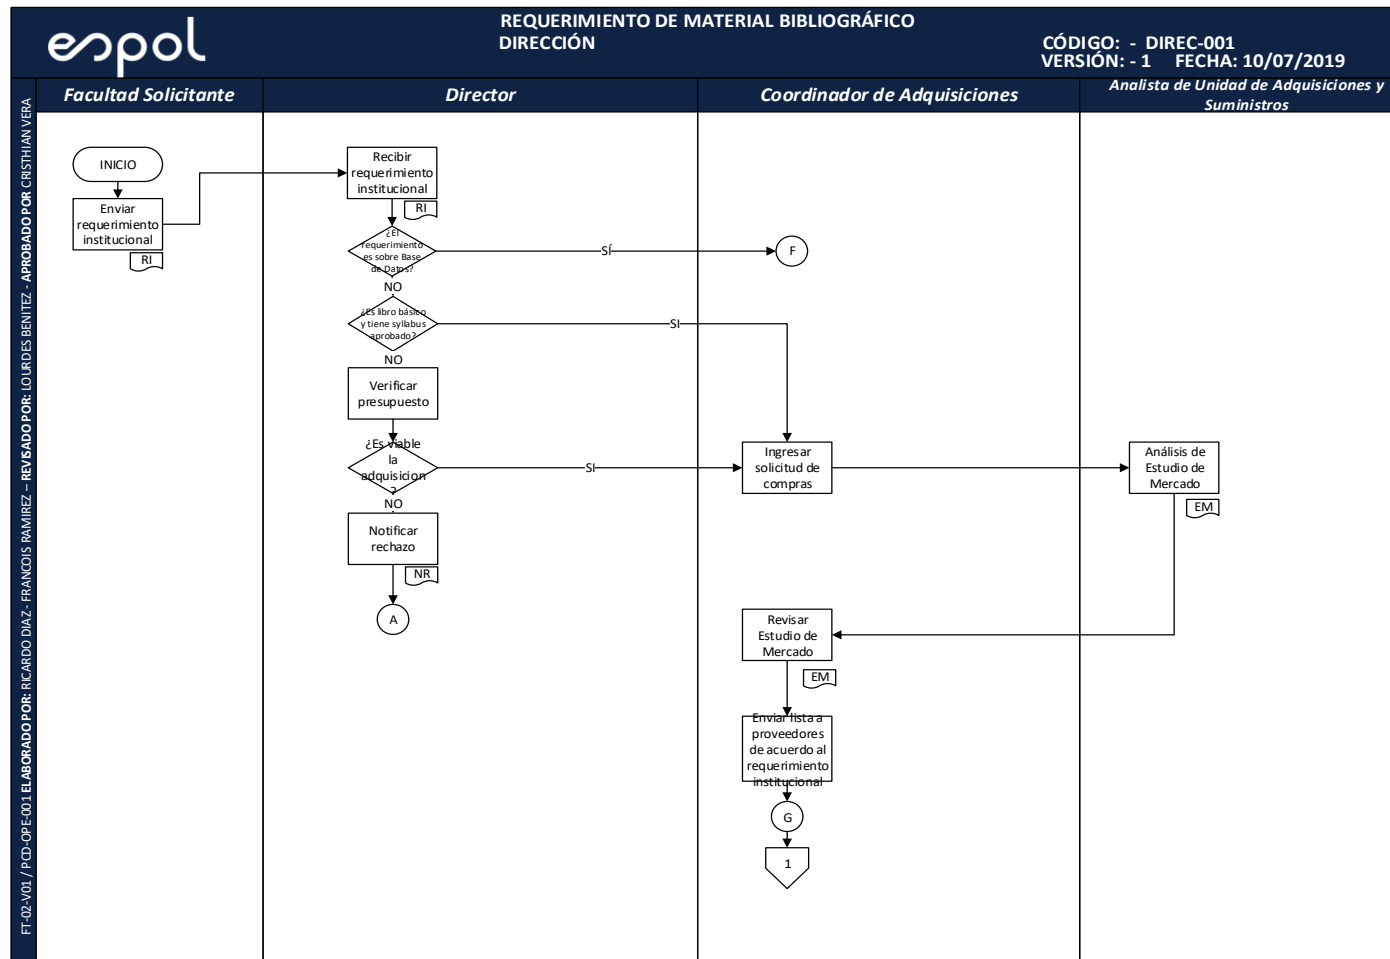 espol
REQUERIMIENTO DE MATERIAL BIBLIOGRÁFICO
DIRECCIÓN
CÓDIGO: - DIREC-001
VERSIÓN: - 1 FECHA: 10/07/2019
FT-02-V01 / PCD-OPE-001 ELABORADO POR: RICARDO DIAZ - FRANCOIS RAMIREZ – REVISADO POR: LOURDES BENITEZ - APROBADO POR CRISTHIAN VERA
Facultad Solicitante
Director
Coordinador de Adquisiciones
Analista de Unidad de Adquisiciones y
Suministros
INICIO
Enviar
requerimiento
institucional
RI
Recibir
requerimiento
institucional
RI
¿El
requerimiento
es sobre Base
de Datos?
SÍ
F
NO
¿Es libro básico
y tiene syllabus
aprobado?
SI
NO
Verificar
presupuesto
¿Es viable
la
adquisicion
?
SI
NO
Notificar
rechazo
NR
A
Ingresar
solicitud de
compras
Análisis de
Estudio de
Mercado
EM
Revisar
Estudio de
Mercado
EM
Enviar lista a
proveedores
de acuerdo al
requerimiento
institucional
G
1